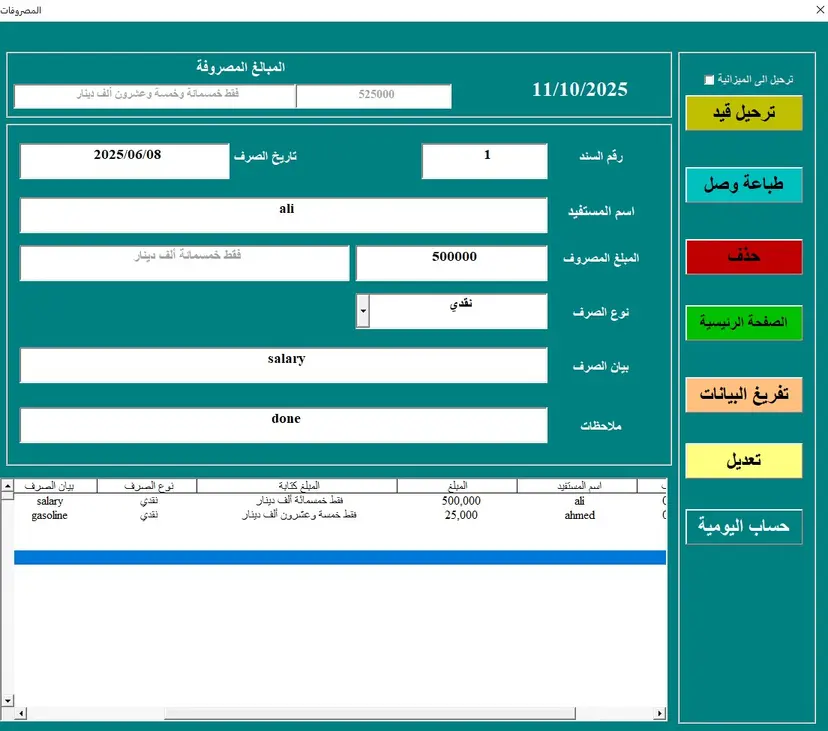 المصروفات
ترحيل الى الميزانية
ترحيل قيد
طباعة وصل
حذف
الصفحة الرئيسية
تفريغ البيانات
تعديل
حساب اليومية
المبالغ المصروفة
11/10/2025
525000
فقط خمسمائة وخمسة وعشرون ألف دينار
رقم السند
1
تاريخ الصرف
2025/06/08
اسم المستفيد
ali
المبلغ المصروف
500000
فقط خمسمائة ألف دينار
نوع الصرف
نقدي
بيان الصرف
salary
ملاحظات
done
اسم المستفيد المبلغ المبلغ كتابة نوع الصرف بيان الصرف
ali 500,000 فقط خمسمائة ألف دينار نقدي salary
ahmed 25,000 فقط خمسة وعشرون ألف دينار نقدي gasoline